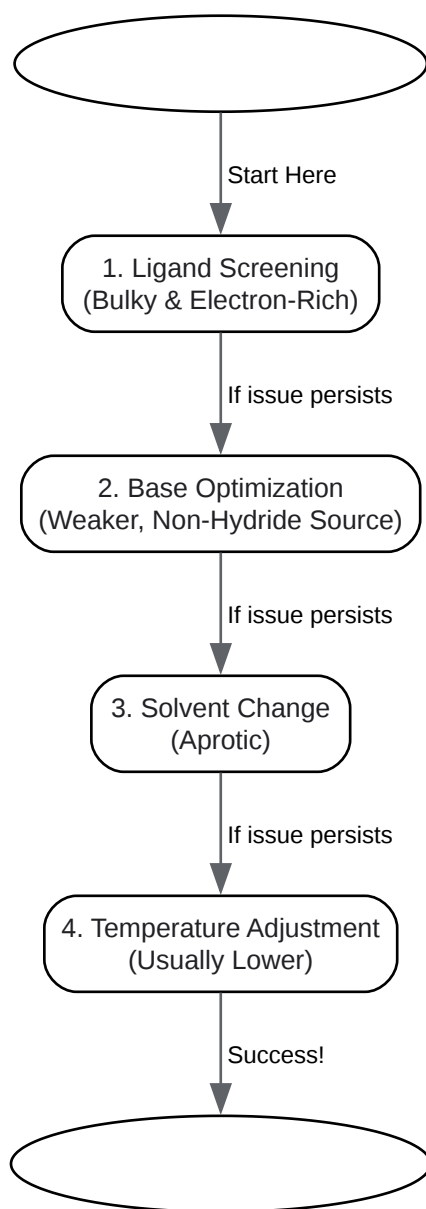 Start Here
1. Ligand Screening
(Bulky & Electron-Rich)
If issue persists
2. Base Optimization
(Weaker, Non-Hydride Source)
If issue persists
3. Solvent Change
(Aprotic)
If issue persists
4. Temperature Adjustment
(Usually Lower)
Success!